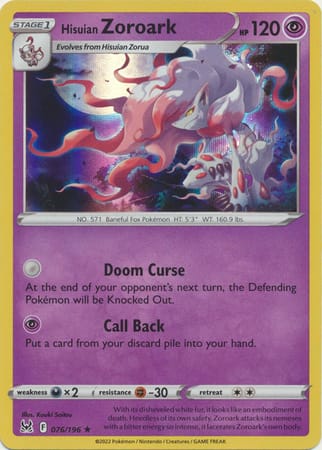 STAGE 1
Hisuian Zoroark HP 120
Evolves from Hisuian Zorua
NO. 571 Baneful Fox Pokémon HT: 5'3" WT: 160.9 lbs.
Doom Curse
At the end of your opponent's next turn, the Defending
Pokémon will be Knocked Out.
Call Back
Put a card from your discard pile into your hand.
weakness ×2 resistance -30 retreat
Illus. Kouki Saitou
F 076/196 ★
With its disheveled white fur, it looks like an embodiment of
death. Heedless of its own safety, Zoroark attacks its nemeses
with a bitter energy so intense, it lacerates Zoroark's own body.
©2022 Pokémon / Nintendo / Creatures / GAME FREAK